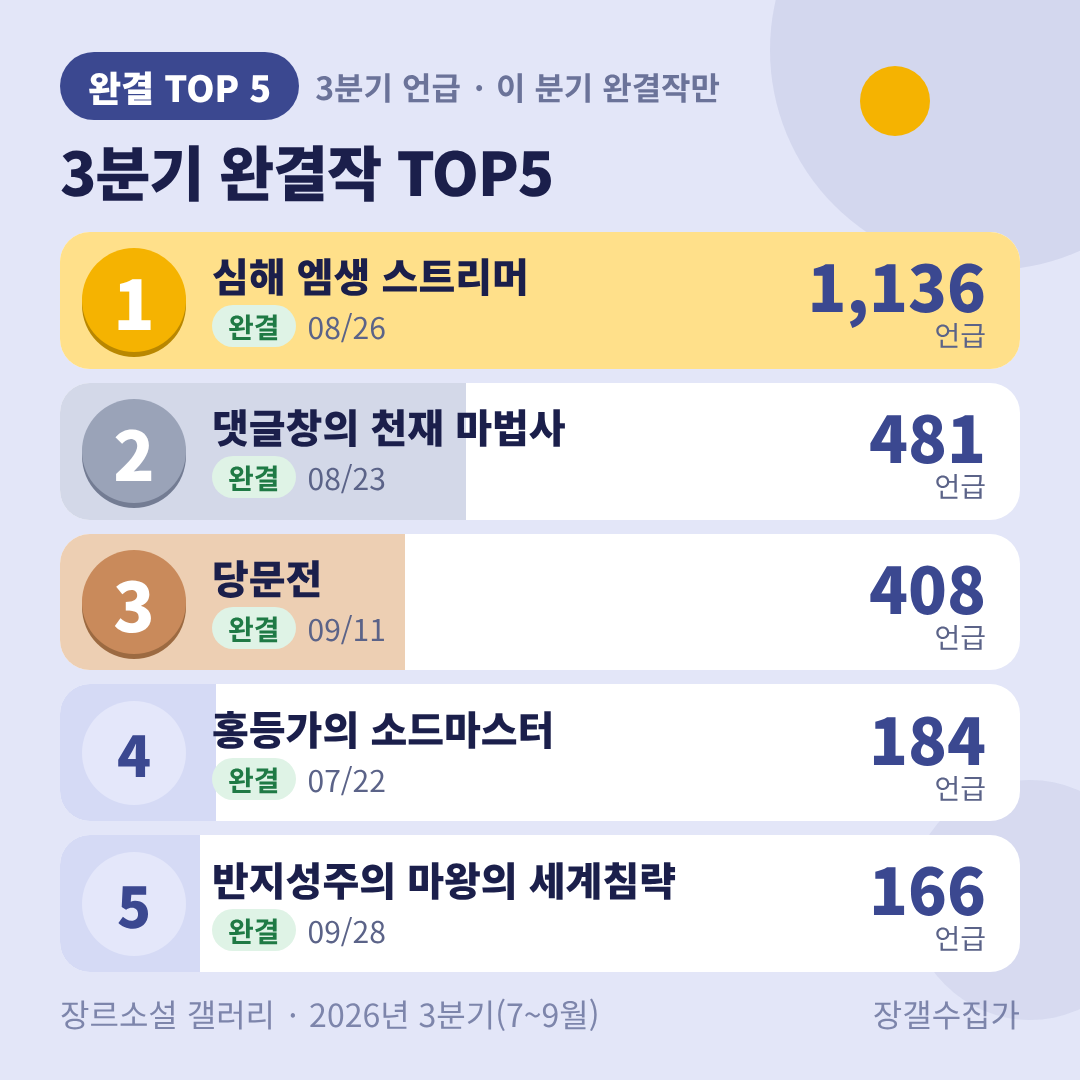 완결 TOP 5
3분기 언급 · 이 분기 완결작만
3분기 완결작 TOP5
1
심해 엠생 스트리머
완결 08/26
1,136
언급
2
댓글창의 천재 마법사
완결 08/23
481
언급
3
당문전
완결 09/11
408
언급
4
홍등가의 소드마스터
완결 07/22
184
언급
5
반지성주의 마왕의 세계침략
완결 09/28
166
언급
장르소설 갤러리 · 2026년 3분기(7~9월)
장갤수집가